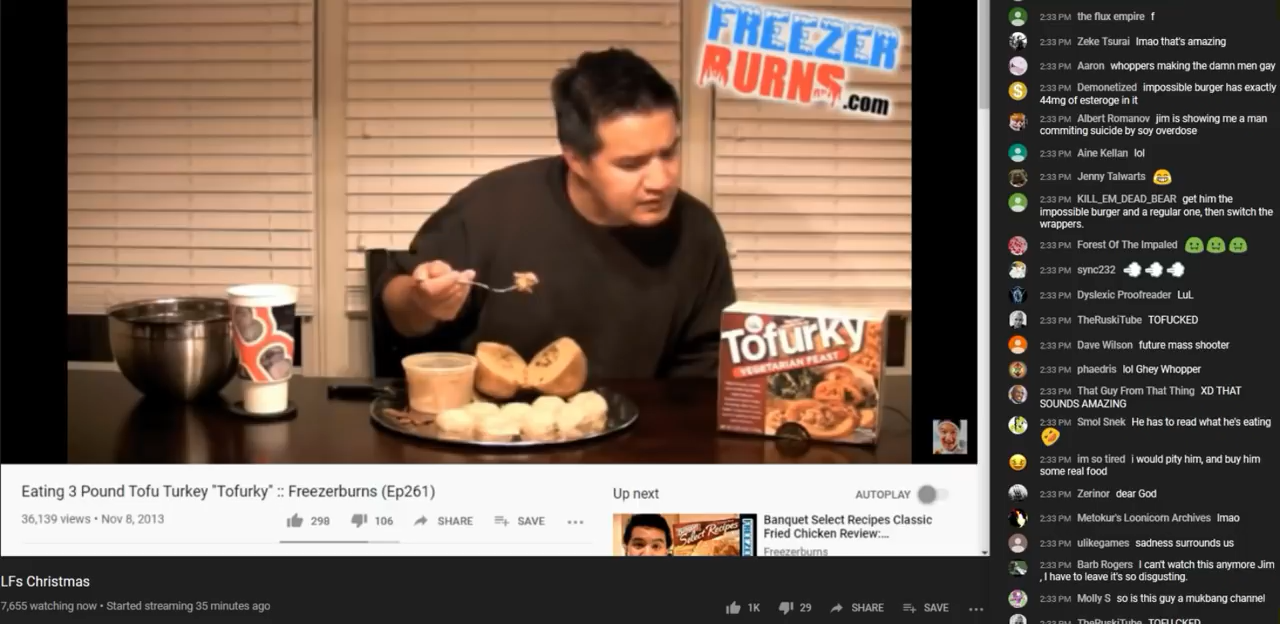 FREEZER
BURNS
.com
Tofurky
VEGETARIAN FEAST
Eating 3 Pound Tofu Turkey "Tofurky" :: Freezerburns (Ep261)
36,139 views • Nov 8, 2013
298
106
SHARE
SAVE
Up next
AUTOPLAY
Select Recipes
FREEZE
Banquet Select Recipes Classic
Fried Chicken Review:...
Freezerburns
LFs Christmas
7,655 watching now • Started streaming 35 minutes ago
1K
29
SHARE
SAVE
2:33 PM the flux empire f
2:33 PM Zeke Tsurai lmao that's amazing
2:33 PM Aaron whoppers making the damn men gay
2:33 PM Demonetized impossible burger has exactly
44mg of esteroge in it
2:33 PM Albert Romanov jim is showing me a man
commiting suicide by soy overdose
2:33 PM Aine Kellan lol
2:33 PM Jenny Talwarts 😂
2:33 PM KILL_EM_DEAD_BEAR get him the
impossible burger and a regular one, then switch the
wrappers.
2:33 PM Forest Of The Impaled 🤢🤢🤢
2:33 PM sync232 💨💨💨
2:33 PM Dyslexic Proofreader LuL
2:33 PM TheRuskiTube TOFUCKED
2:33 PM Dave Wilson future mass shooter
2:33 PM phaedris lol Ghey Whopper
2:33 PM That Guy From That Thing XD THAT
SOUNDS AMAZING
2:33 PM Smol Snek He has to read what he's eating
🤣
2:33 PM im so tired i would pity him, and buy him
some real food
2:33 PM Zerinor dear God
2:33 PM Metokur's Loonicorn Archives lmao
2:33 PM ulikegames sadness surrounds us
2:33 PM Barb Rogers I can't watch this anymore Jim
, I have to leave it's so disgusting.
2:33 PM Molly S so is this guy a mukbang channel
2:33 PM TheRuskiTube TOFUCKED